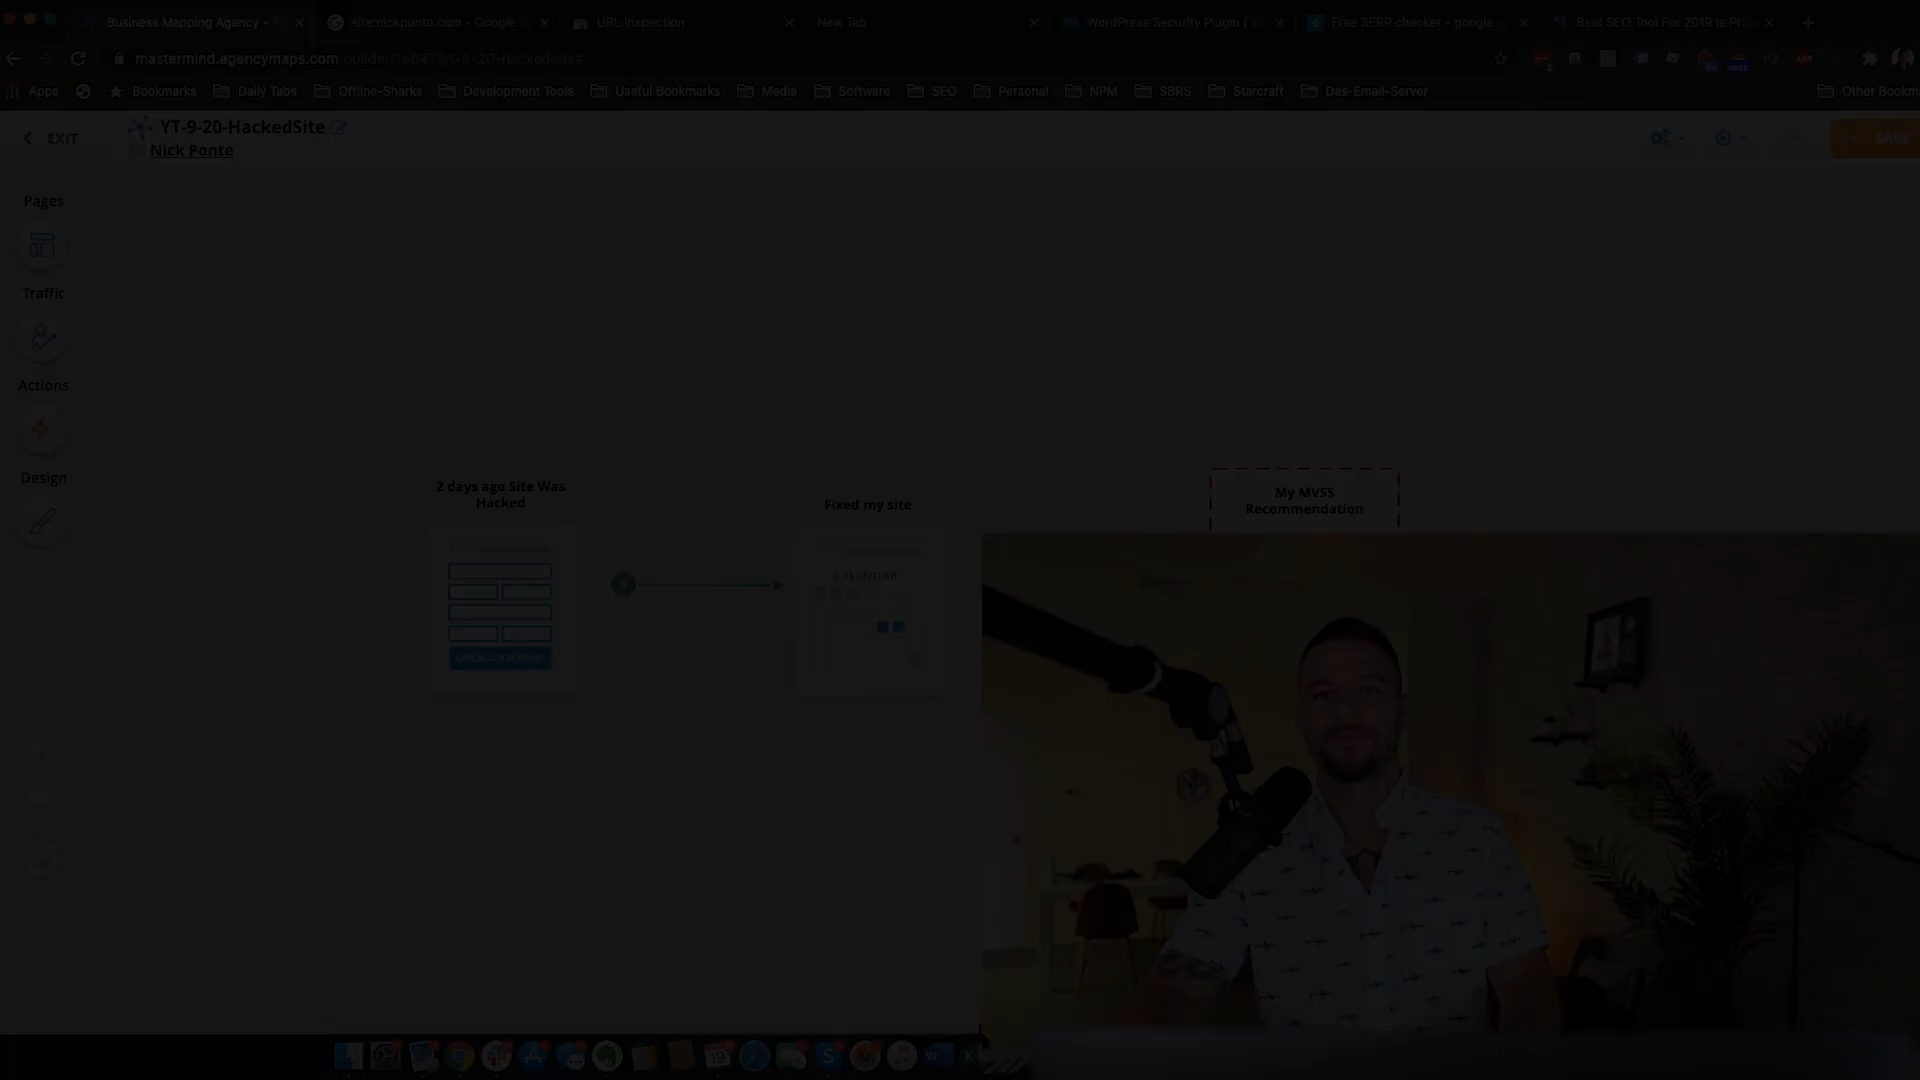 Business Mapping Agency -
site:nickponte.com - Google
URL Inspection
New Tab
WordPress Security Plugin |
Free SERP checker - google
Best SEO Tool For 2019 Is
mastermind.agencymaps.com
Apps
Bookmarks
Daily Tabs
Offline-Sharks
Development Tools
Useful Bookmarks
Media
Software
SEO
Personal
NPM
SBRS
Starcraft
Das-Email-Server
Other Bookm
EXIT
YT-9-20-HackedSite
Nick Ponte
SAVE
Pages
Traffic
Actions
Design
2 days ago Site Was
Hacked
Fixed my site
CALENDAR
My MVSS
Recommendation